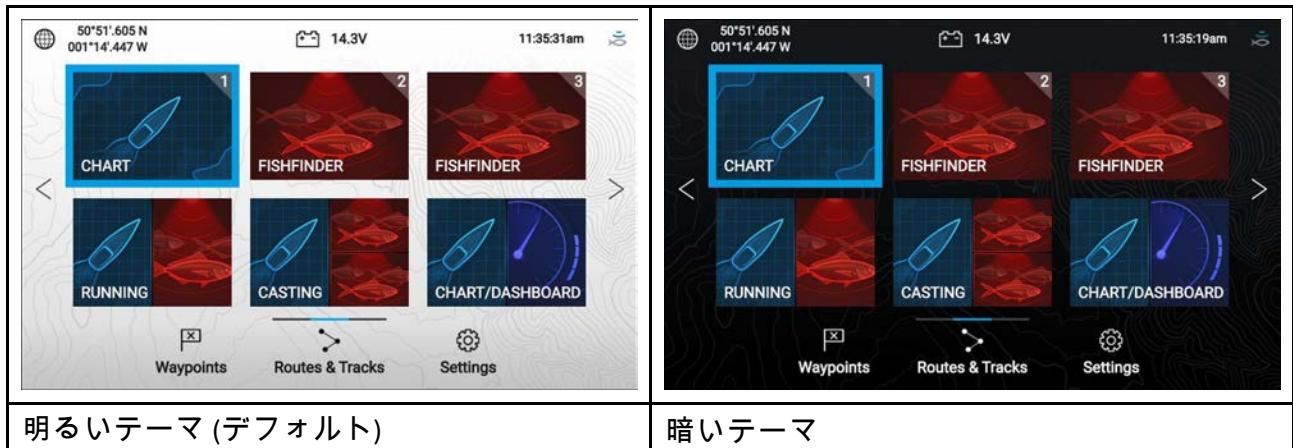 50°51'.605 N
001°14'.447 W
14.3V
11:35:31am
1
2
3
CHART
FISHFINDER
FISHFINDER
RUNNING
CASTING
CHART/DASHBOARD
Waypoints
Routes & Tracks
Settings
明るいテーマ (デフォルト)
50°51'.605 N
001°14'.447 W
14.3V
11:35:19am
1
2
3
CHART
FISHFINDER
FISHFINDER
RUNNING
CASTING
CHART/DASHBOARD
Waypoints
Routes & Tracks
Settings
暗いテーマ